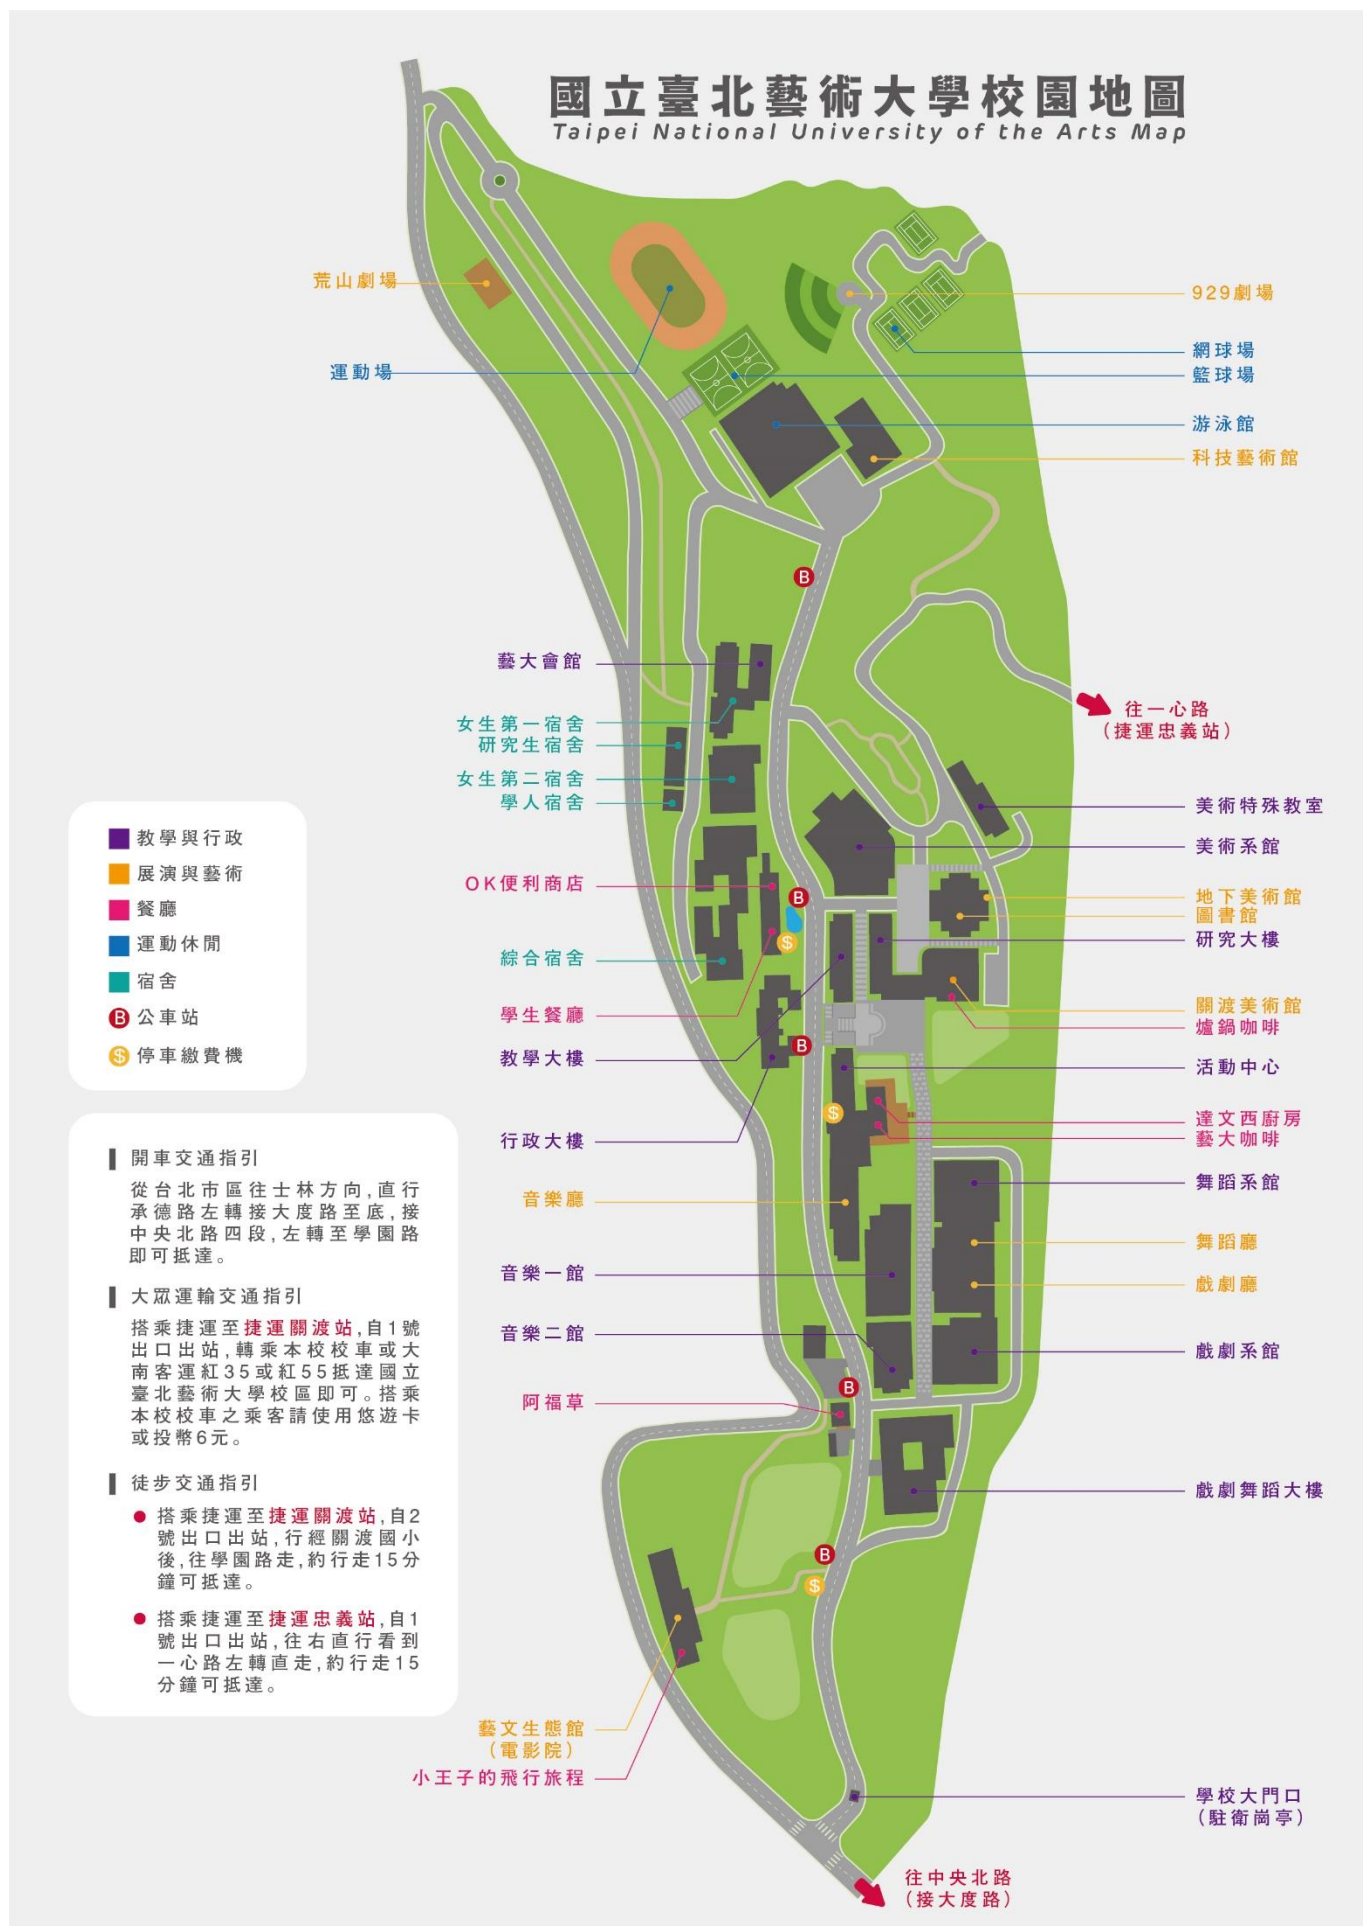 國立臺北藝術大學校園地圖
Taipei National University of the Arts Map
荒山劇場
929劇場
運動場
網球場
籃球場
游泳館
科技藝術館
B
藝大會館
往一心路
(捷運忠義站)
女生第一宿舍
研究生宿舍
女生第二宿舍
學人宿舍
美術特殊教室
美術系館
OK便利商店
B
地下美術館
圖書館
研究大樓
$
綜合宿舍
關渡美術館
爐鍋咖啡
學生餐廳
B
教學大樓
活動中心
$
達文西廚房
藝大咖啡
行政大樓
舞蹈系館
音樂廳
舞蹈廳
音樂一館
戲劇廳
音樂二館
戲劇系館
B
阿福草
戲劇舞蹈大樓
B
$
藝文生態館
(電影院)
小王子的飛行旅程
學校大門口
(駐衛崗亭)
往中央北路
(接大度路)
教學與行政
展演與藝術
餐廳
運動休閒
宿舍
B 公車站
$ 停車繳費機
開車交通指引
從台北市區往士林方向,直行
承德路左轉接大度路至底,接
中央北路四段,左轉至學園路
即可抵達。
大眾運輸交通指引
搭乘捷運至捷運關渡站,自1號
出口出站,轉乘本校校車或大
南客運紅35或紅55抵達國立
臺北藝術大學校區即可。搭乘
本校校車之乘客請使用悠遊卡
或投幣6元。
徒步交通指引
搭乘捷運至捷運關渡站,自2
號出口出站,行經關渡國小
後,往學園路走,約行走15分
鐘可抵達。
搭乘捷運至捷運忠義站,自1
號出口出站,往右直行看到
一心路左轉直走,約行走15
分鐘可抵達。